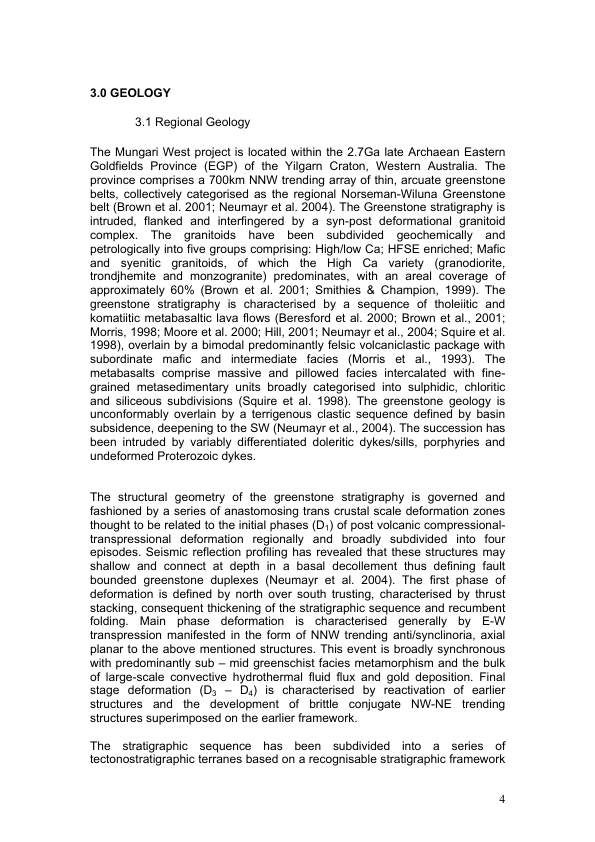 3.0 GEOLOGY
3.1 Regional Geology
The Mungari West project is located within the 2.7Ga late Archaean Eastern
Goldfields Province (EGP) of the Yilgarn Craton, Western Australia. The
province comprises a 700km NNW trending array of thin, arcuate greenstone
belts, collectively categorised as the regional Norseman-Wiluna Greenstone
belt (Brown et al. 2001; Neumayr et al. 2004). The Greenstone stratigraphy is
intruded, flanked and interfingered by a syn-post deformational granitoid
complex. The granitoids have been subdivided geochemically and
petrologically into five groups comprising: High/low Ca; HFSE enriched; Mafic
and syenitic granitoids, of which the High Ca variety (granodiorite,
trondjhemite and monzogranite) predominates, with an areal coverage of
approximately 60% (Brown et al. 2001; Smithies & Champion, 1999). The
greenstone stratigraphy is characterised by a sequence of tholeiitic and
komatiitic metabasaltic lava flows (Beresford et al. 2000; Brown et al., 2001;
Morris, 1998; Moore et al. 2000; Hill, 2001; Neumayr et al., 2004; Squire et al.
1998), overlain by a bimodal predominantly felsic volcaniclastic package with
subordinate mafic and intermediate facies (Morris et al., 1993). The
metabasalts comprise massive and pillowed facies intercalated with fine-
grained metasedimentary units broadly categorised into sulphidic, chloritic
and siliceous subdivisions (Squire et al. 1998). The greenstone geology is
unconformably overlain by a terrigenous clastic sequence defined by basin
subsidence, deepening to the SW (Neumayr et al., 2004). The succession has
been intruded by variably differentiated doleritic dykes/sills, porphyries and
undeformed Proterozoic dykes.
The structural geometry of the greenstone stratigraphy is governed and
fashioned by a series of anastomosing trans crustal scale deformation zones
thought to be related to the initial phases (D₁) of post volcanic compressional-
transpressional deformation regionally and broadly subdivided into four
episodes. Seismic reflection profiling has revealed that these structures may
shallow and connect at depth in a basal decollement thus defining fault
bounded greenstone duplexes (Neumayr et al. 2004). The first phase of
deformation is defined by north over south trusting, characterised by thrust
stacking, consequent thickening of the stratigraphic sequence and recumbent
folding. Main phase deformation is characterised generally by E-W
transpression manifested in the form of NNW trending anti/synclinoria, axial
planar to the above mentioned structures. This event is broadly synchronous
with predominantly sub – mid greenschist facies metamorphism and the bulk
of large-scale convective hydrothermal fluid flux and gold deposition. Final
stage deformation (D₃ – D₄) is characterised by reactivation of earlier
structures and the development of brittle conjugate NW-NE trending
structures superimposed on the earlier framework.
The stratigraphic sequence has been subdivided into a series of
tectonostratigraphic terranes based on a recognisable stratigraphic framework
4